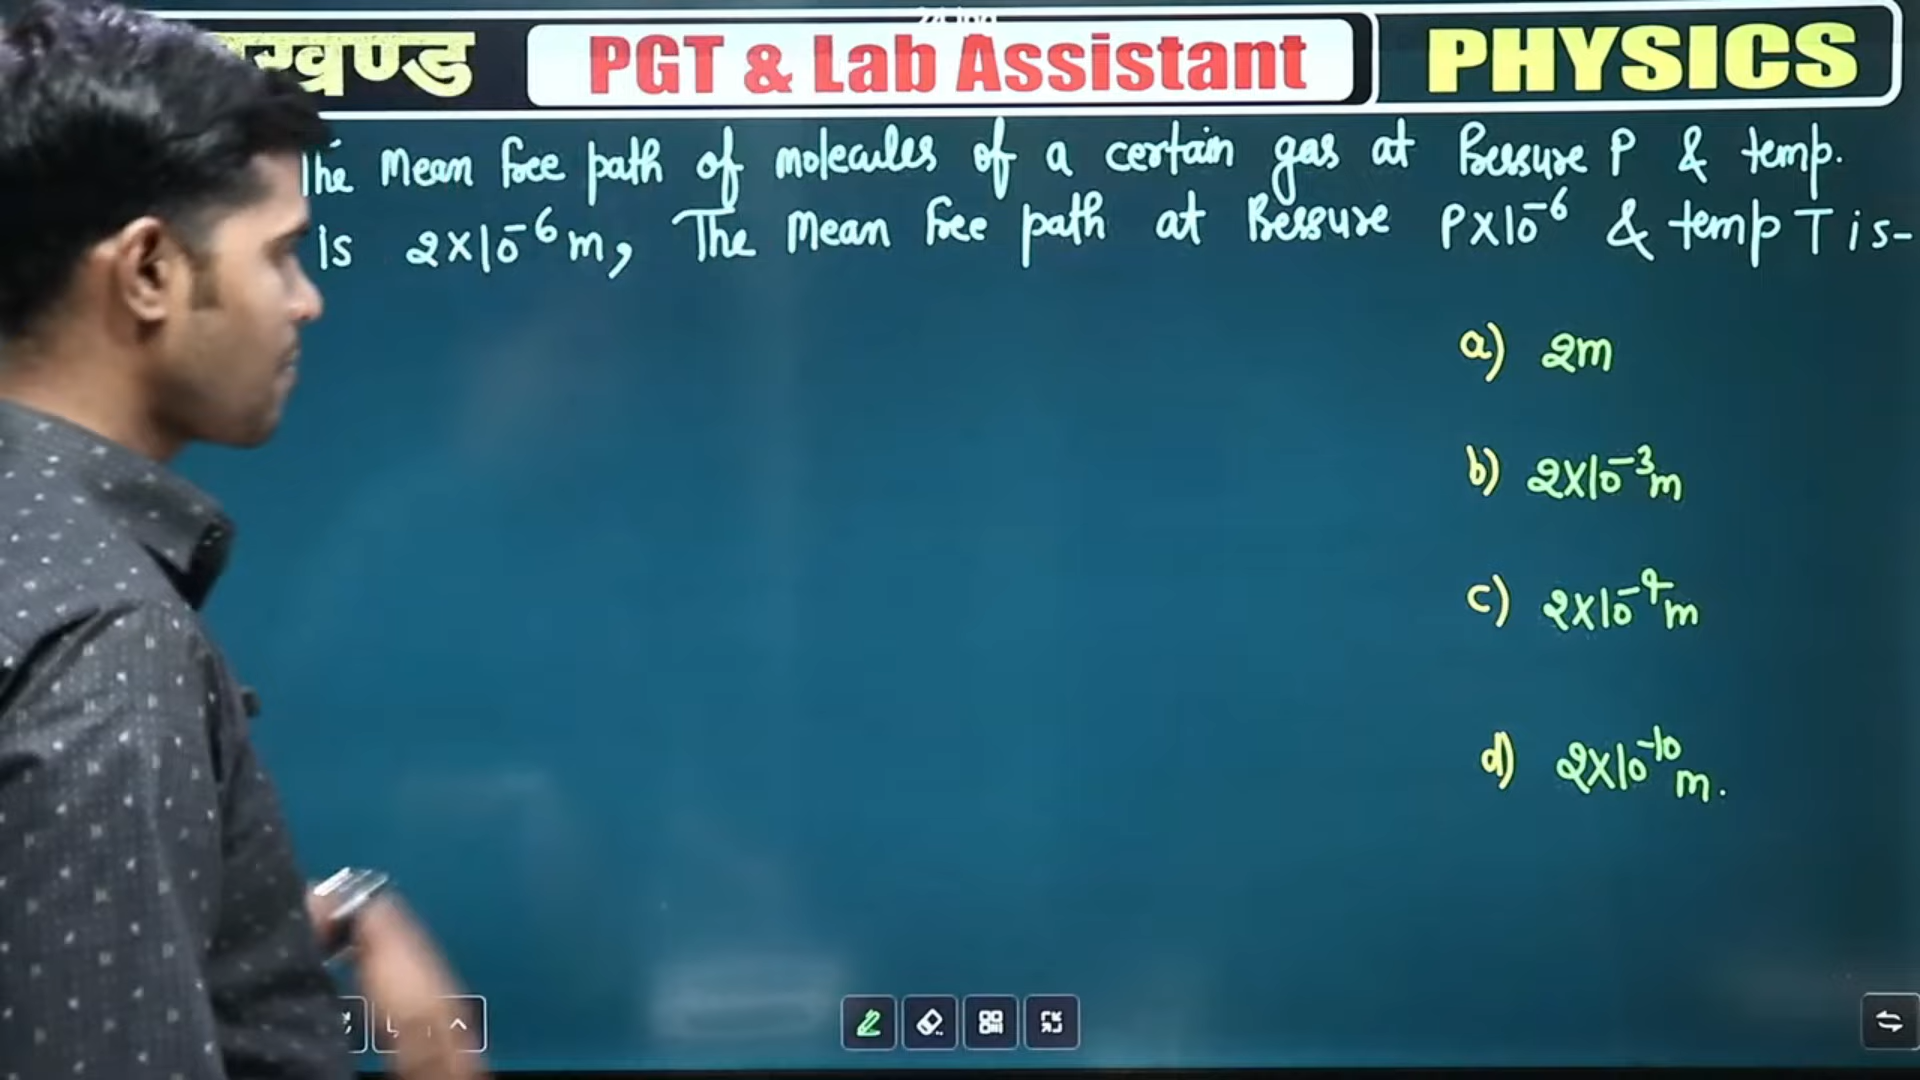 खण्ड PGT & Lab Assistant PHYSICS
The Mean free path of molecules of a certain gas at Pressure P & temp.
is 2×10⁻⁶ m, The Mean free path at Pressure P×10⁻⁶ & temp T is-
a) 2m
b) 2×10⁻³m
c) 2×10⁻⁹m
d) 2×10⁻¹⁰m.